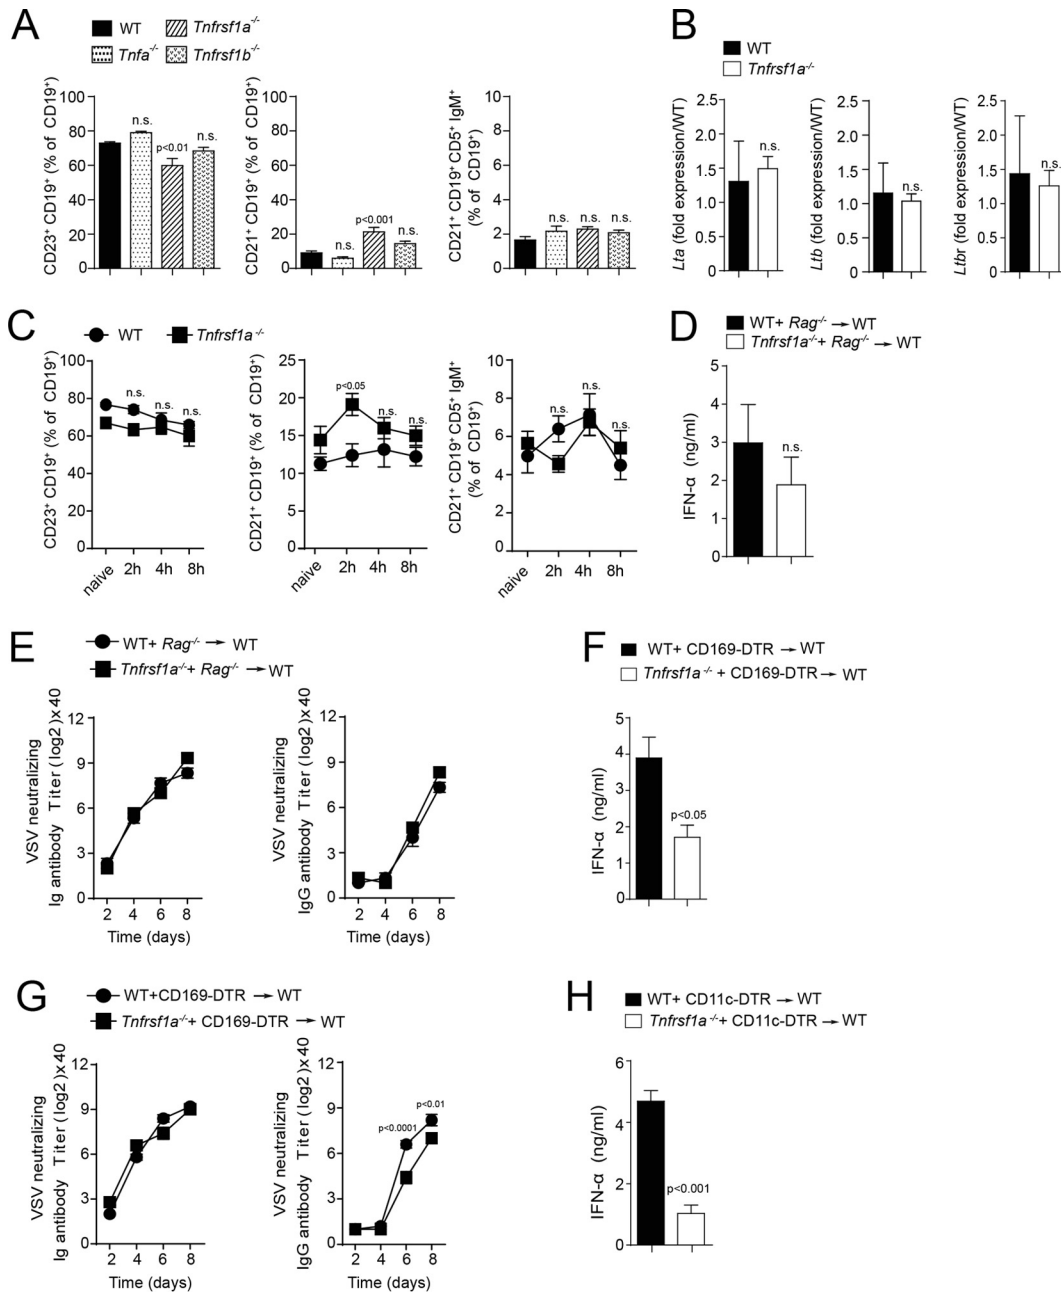 A
WT
Tnfrsf1a-/-
Tnfa-/-
Tnfrsf1b-/-
CD23+ CD19+ (% of CD19+)
100
80
60
40
20
0
n.s.
p<0.01
n.s.
CD21+ CD19+ (% of CD19+)
100
80
60
40
20
0
n.s.
p<0.001
n.s.
CD21+ CD19+ CD5+ IgM+
(% of CD19+)
10
8
6
4
2
0
n.s.
n.s.
n.s.
B
WT
Tnfrsf1a-/-
Lta (fold expression/WT)
2.5
2.0
1.5
1.0
0.5
0
n.s.
Ltb (fold expression/WT)
2.5
2.0
1.5
1.0
0.5
0
n.s.
Ltbr (fold expression/WT)
2.5
2.0
1.5
1.0
0.5
0
n.s.
C
WT
Tnfrsf1a-/-
CD23+ CD19+ (% of CD19+)
100
80
60
40
20
0
n.s.
n.s.
n.s.
naive
2h
4h
8h
CD21+ CD19+ (% of CD19+)
25
20
15
10
5
0
p<0.05
n.s.
n.s.
naive
2h
4h
8h
CD21+ CD19+ CD5+ IgM+
(% of CD19+)
10
8
6
4
2
0
n.s.
n.s.
n.s.
naive
2h
4h
8h
D
WT+ Rag-/- → WT
Tnfrsf1a-/-+ Rag-/- → WT
IFN-α (ng/ml)
5
4
3
2
1
0
n.s.
E
WT+ Rag-/- → WT
Tnfrsf1a-/-+ Rag-/- → WT
VSV neutralizing
Ig antibody Titer (log2)x40
12
9
6
3
0
2 4 6 8
Time (days)
VSV neutralizing
IgG antibody Titer (log2)x40
12
9
6
3
0
2 4 6 8
Time (days)
F
WT+ CD169-DTR → WT
Tnfrsf1a-/- + CD169-DTR → WT
IFN-α (ng/ml)
5
4
3
2
1
0
p<0.05
G
WT+CD169-DTR → WT
Tnfrsf1a-/-+ CD169-DTR → WT
VSV neutralizing
Ig antibody Titer (log2)x40
12
9
6
3
0
2 4 6 8
Time (days)
VSV neutralizing
IgG antibody Titer (log2)x40
12
9
6
3
0
p<0.0001
p<0.01
2 4 6 8
Time (days)
H
WT+ CD11c-DTR → WT
Tnfrsf1a-/-+ CD11c-DTR → WT
IFN-α (ng/ml)
6
4
2
0
p<0.001